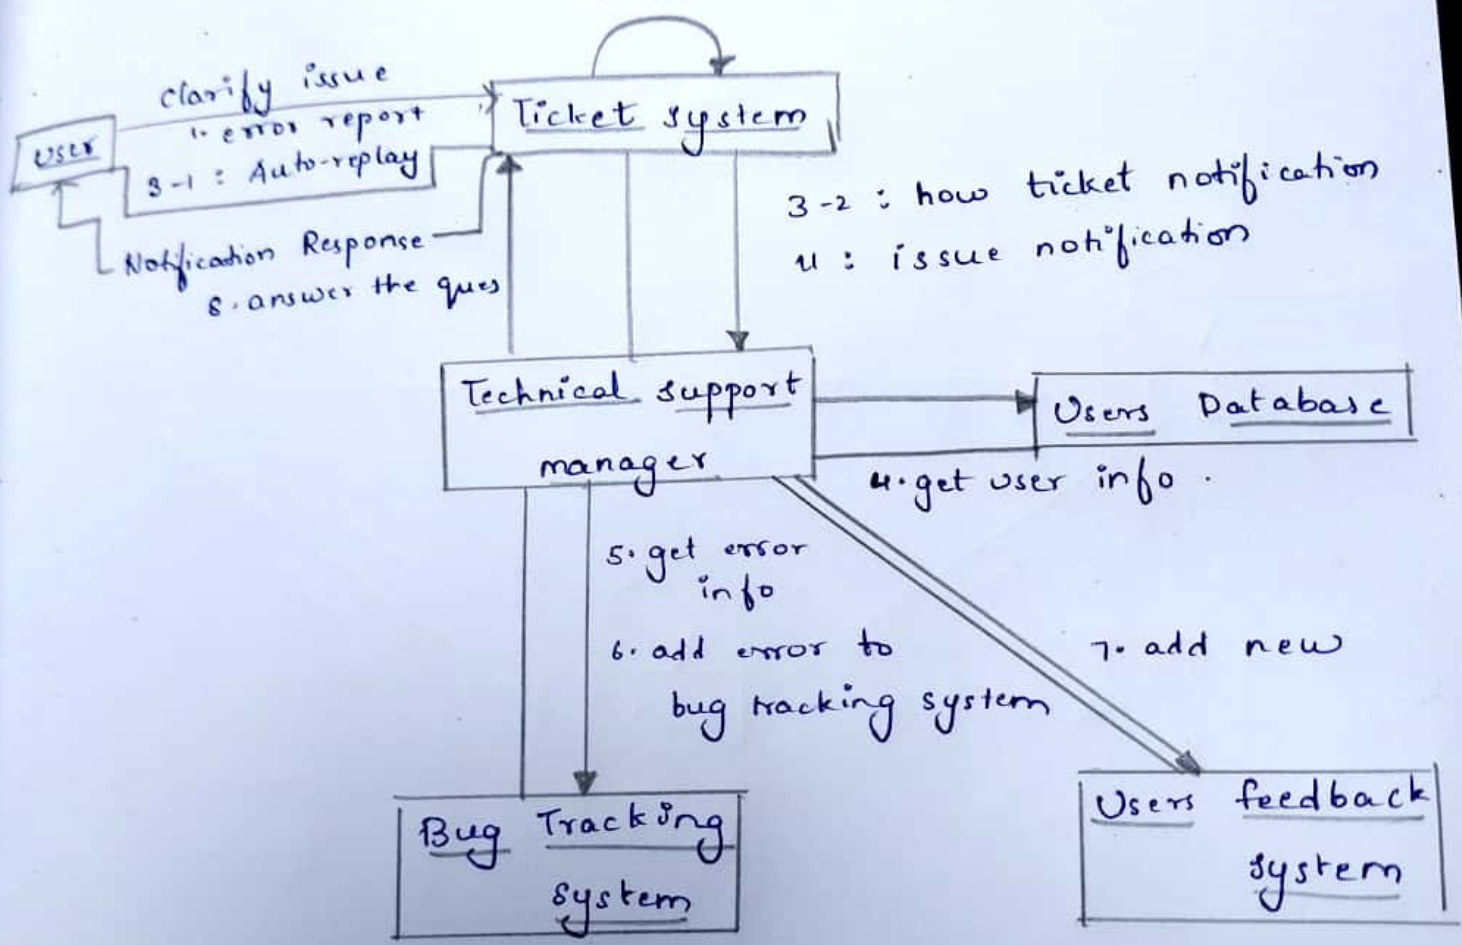 clarify issue
1. error report
User
3-1 : Auto-replay
Ticket system
Notification Response
8. answer the ques
3-2 : how ticket notification
4 : issue notification
Technical support
manager
Users Database
4. get user info .
5. get error
info
6. add error to
bug tracking system
7. add new
Bug Tracking
system
Users feedback
system